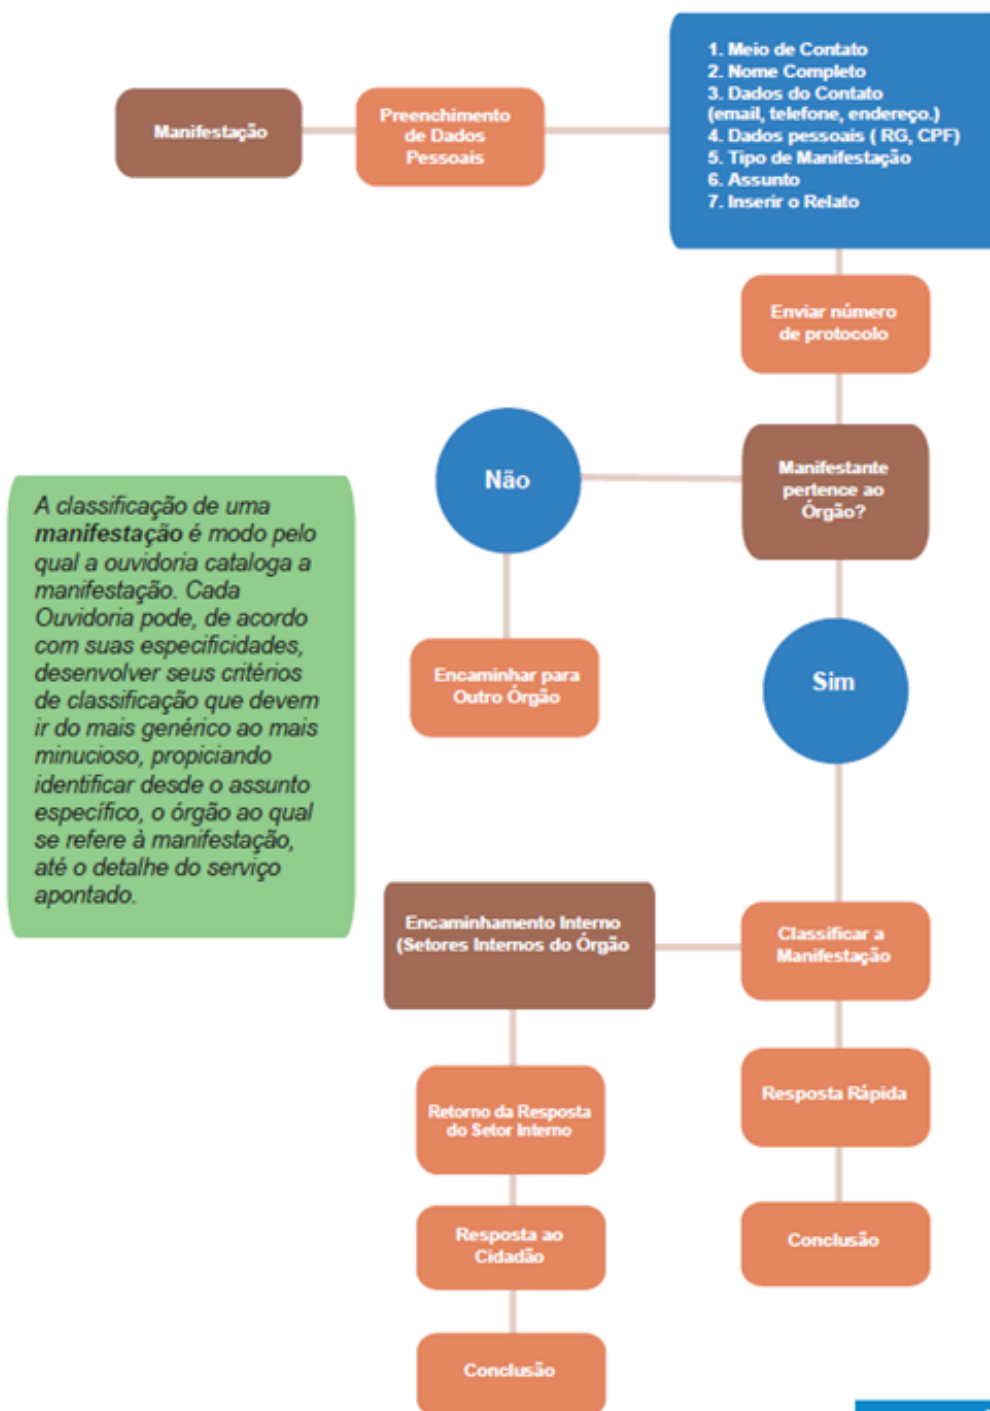 Manifestação
Preenchimento
de Dados
Pessoais
1. Meio de Contato
2. Nome Completo
3. Dados do Contato
(email, telefone, endereço.)
4. Dados pessoais ( RG, CPF)
5. Tipo de Manifestação
6. Assunto
7. Inserir o Relato
Enviar número
de protocolo
Manifestante
pertence ao
Órgão?
Não
Encaminhar para
Outro Órgão
Sim
A classificação de uma
manifestação é modo pelo
qual a ouvidoria cataloga a
manifestação. Cada
Ouvidoria pode, de acordo
com suas especificidades,
desenvolver seus critérios
de classificação que devem
ir do mais genérico ao mais
minucioso, propiciando
identificar desde o assunto
específico, o órgão ao qual
se refere à manifestação,
até o detalhe do serviço
apontado.
Classificar a
Manifestação
Encaminhamento Interno
(Setores Internos do Órgão
Retorno da Resposta
do Setor Interno
Resposta ao
Cidadão
Conclusão
Resposta Rápida
Conclusão